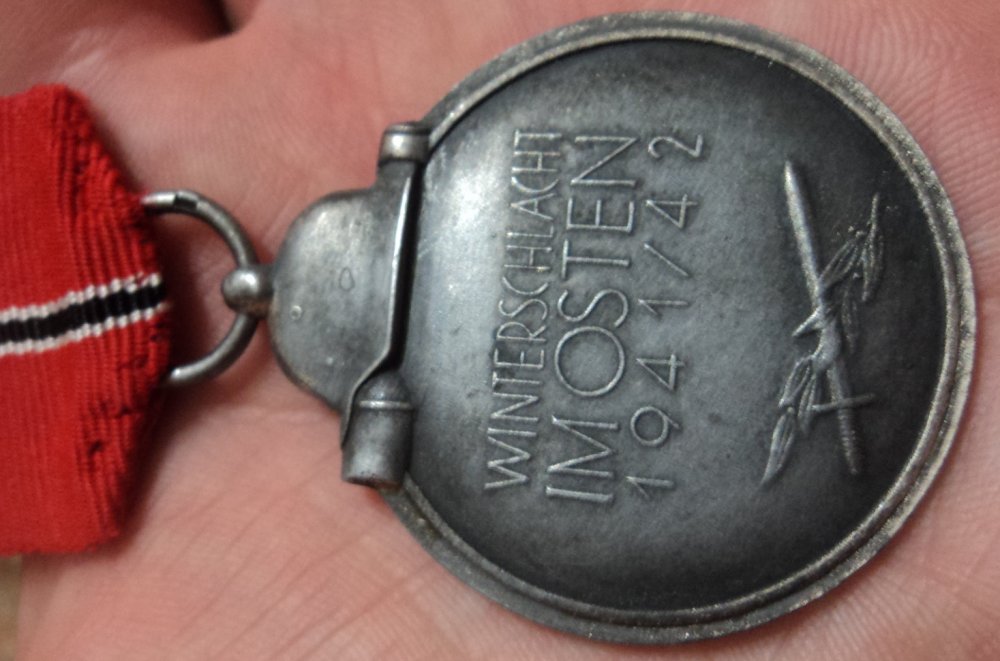 WINTERSCHLACHT
IM OSTEN
1941/42